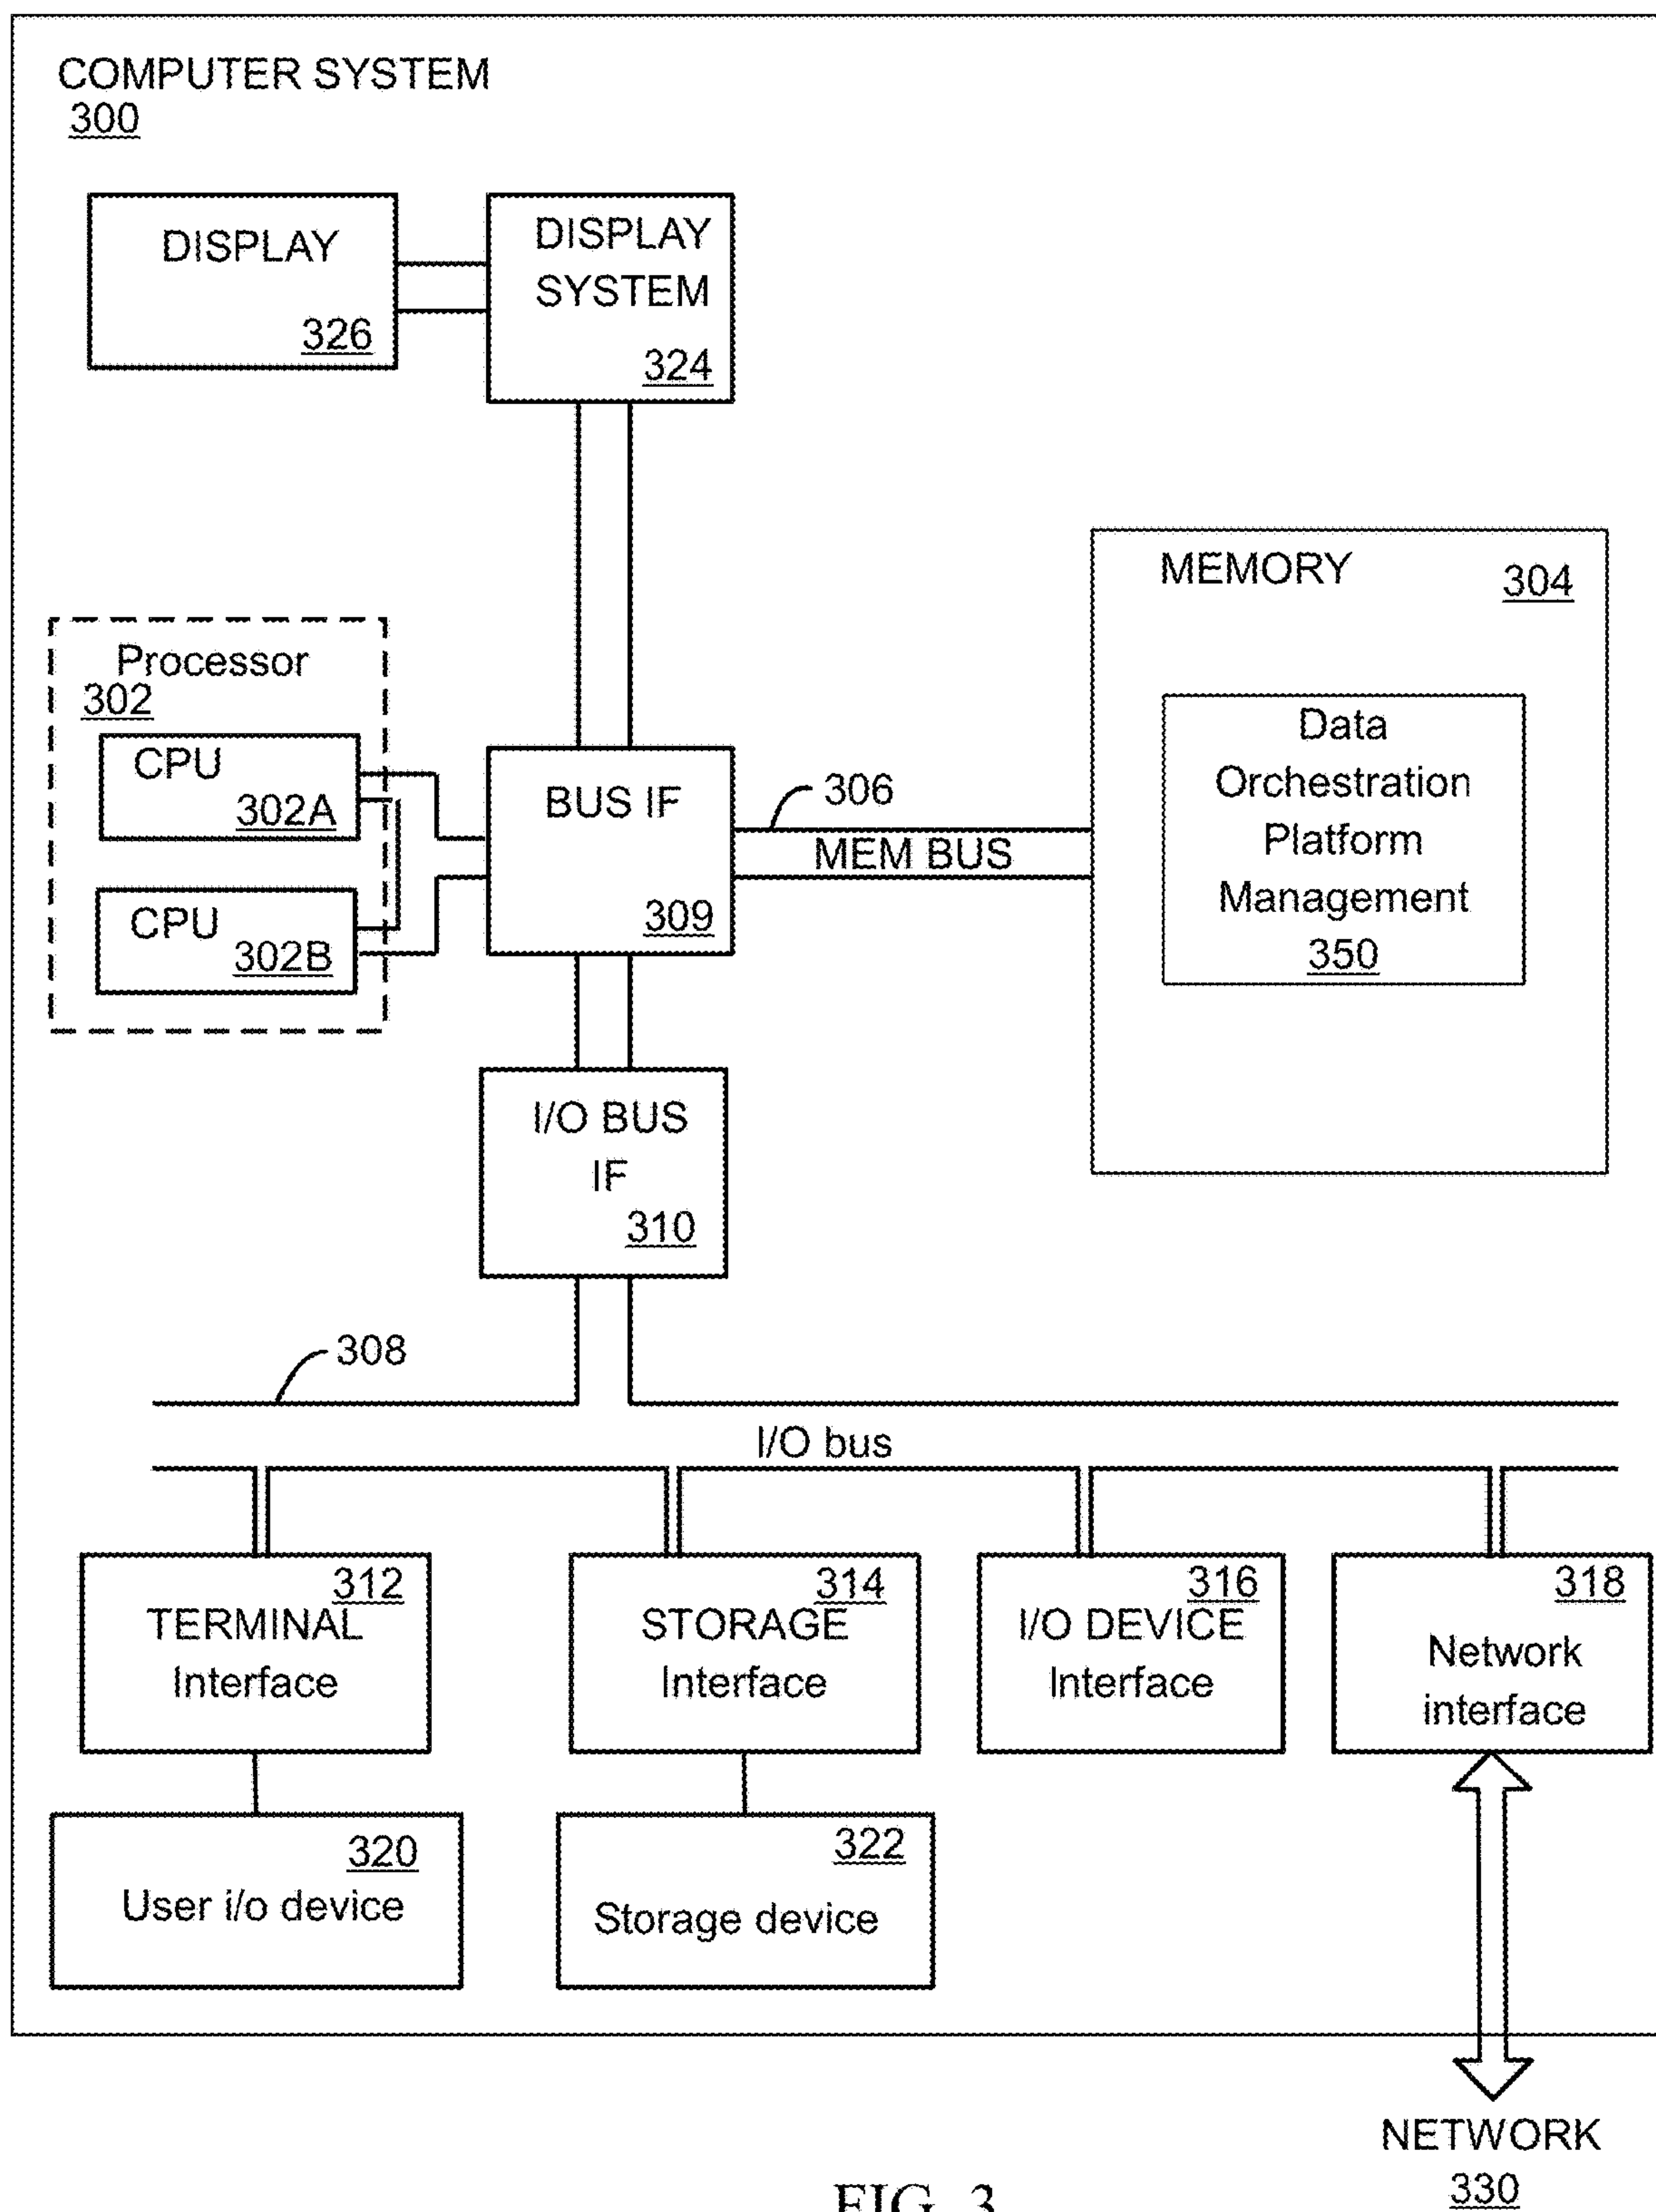 COMPUTER SYSTEM
300
DISPLAY
326
DISPLAY
SYSTEM
324
MEMORY
304
Data
Orchestration
Platform
Management
350
Processor
302
CPU
302A
CPU
302B
BUS IF
309
306
MEM BUS
I/O BUS
IF
310
308
I/O bus
312
TERMINAL
Interface
314
STORAGE
Interface
316
I/O DEVICE
Interface
318
Network
interface
320
User i/o device
322
Storage device
NETWORK
330
FIG. 3